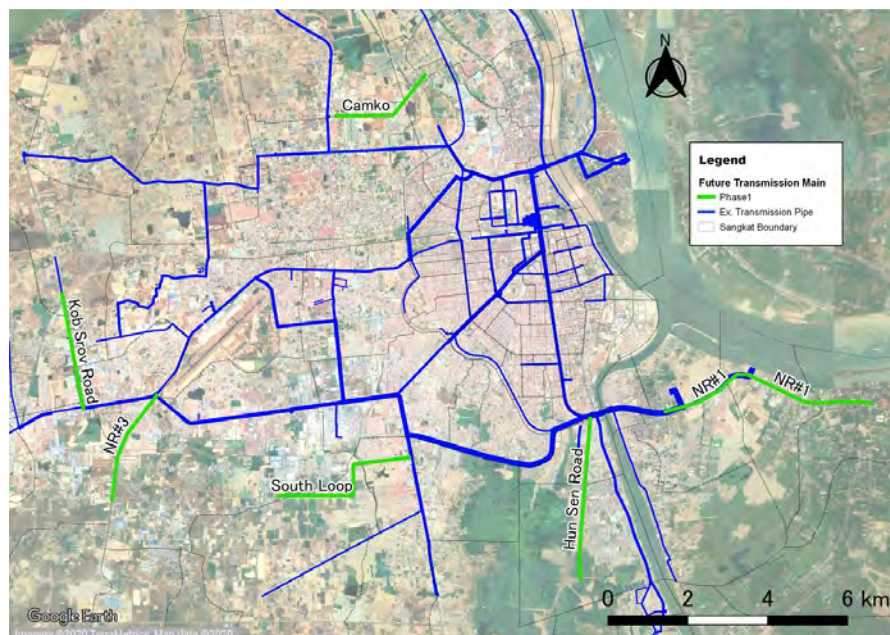 Camko
N
Legend
Future Transmission Main
Phase1
Ex. Transmission Pipe
Sangkat Boundary
Kob Srov Road
NR#3
South Loop
Hun Sen Road
NR#1
NR#1
0 2 4 6 km
Google Earth